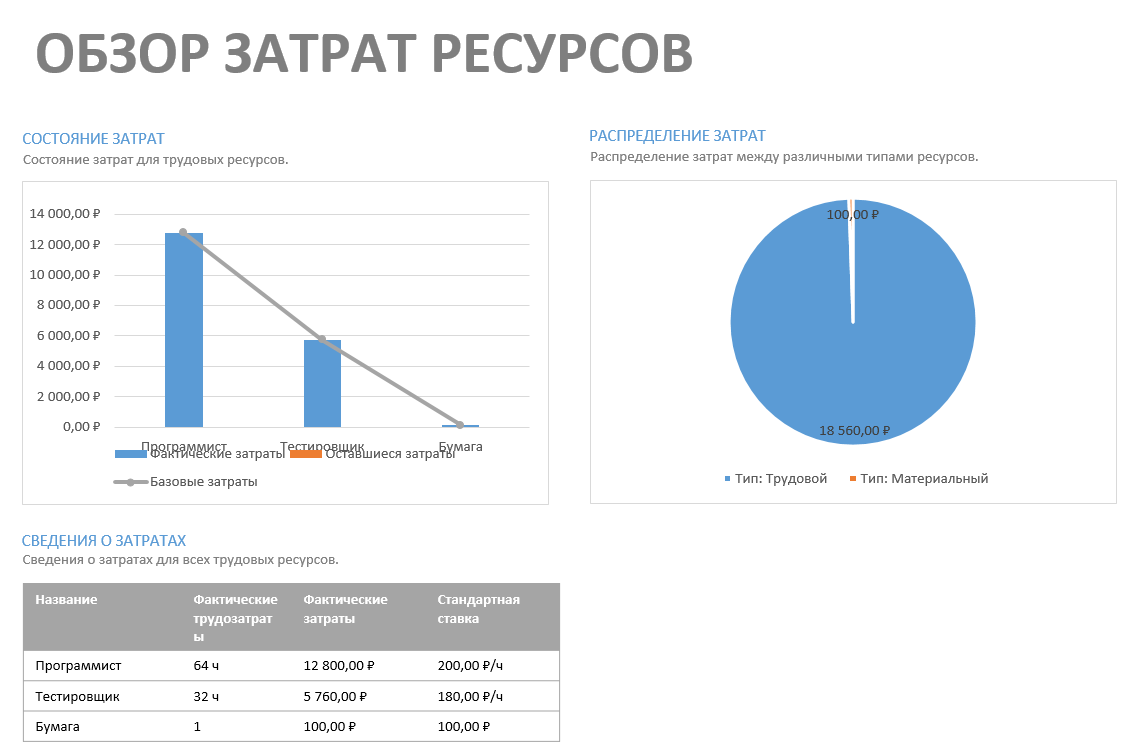 ОБЗОР ЗАТРАТ РЕСУРСОВ
СОСТОЯНИЕ ЗАТРАТ
Состояние затрат для трудовых ресурсов.
14 000,00 ₽
12 000,00 ₽
10 000,00 ₽
8 000,00 ₽
6 000,00 ₽
4 000,00 ₽
2 000,00 ₽
0,00 ₽
Программист Тестировщик Бумага
Фактические затраты Оставшиеся затраты
Базовые затраты
РАСПРЕДЕЛЕНИЕ ЗАТРАТ
Распределение затрат между различными типами ресурсов.
100,00 ₽
18 560,00 ₽
Тип: Трудовой Тип: Материальный
СВЕДЕНИЯ О ЗАТРАТАХ
Сведения о затратах для всех трудовых ресурсов.
Название Фактические Фактические Стандартная
трудозатрат затраты ставка
ы
Программист 64 ч 12 800,00 ₽ 200,00 ₽/ч
Тестировщик 32 ч 5 760,00 ₽ 180,00 ₽/ч
Бумага 1 100,00 ₽ 100,00 ₽